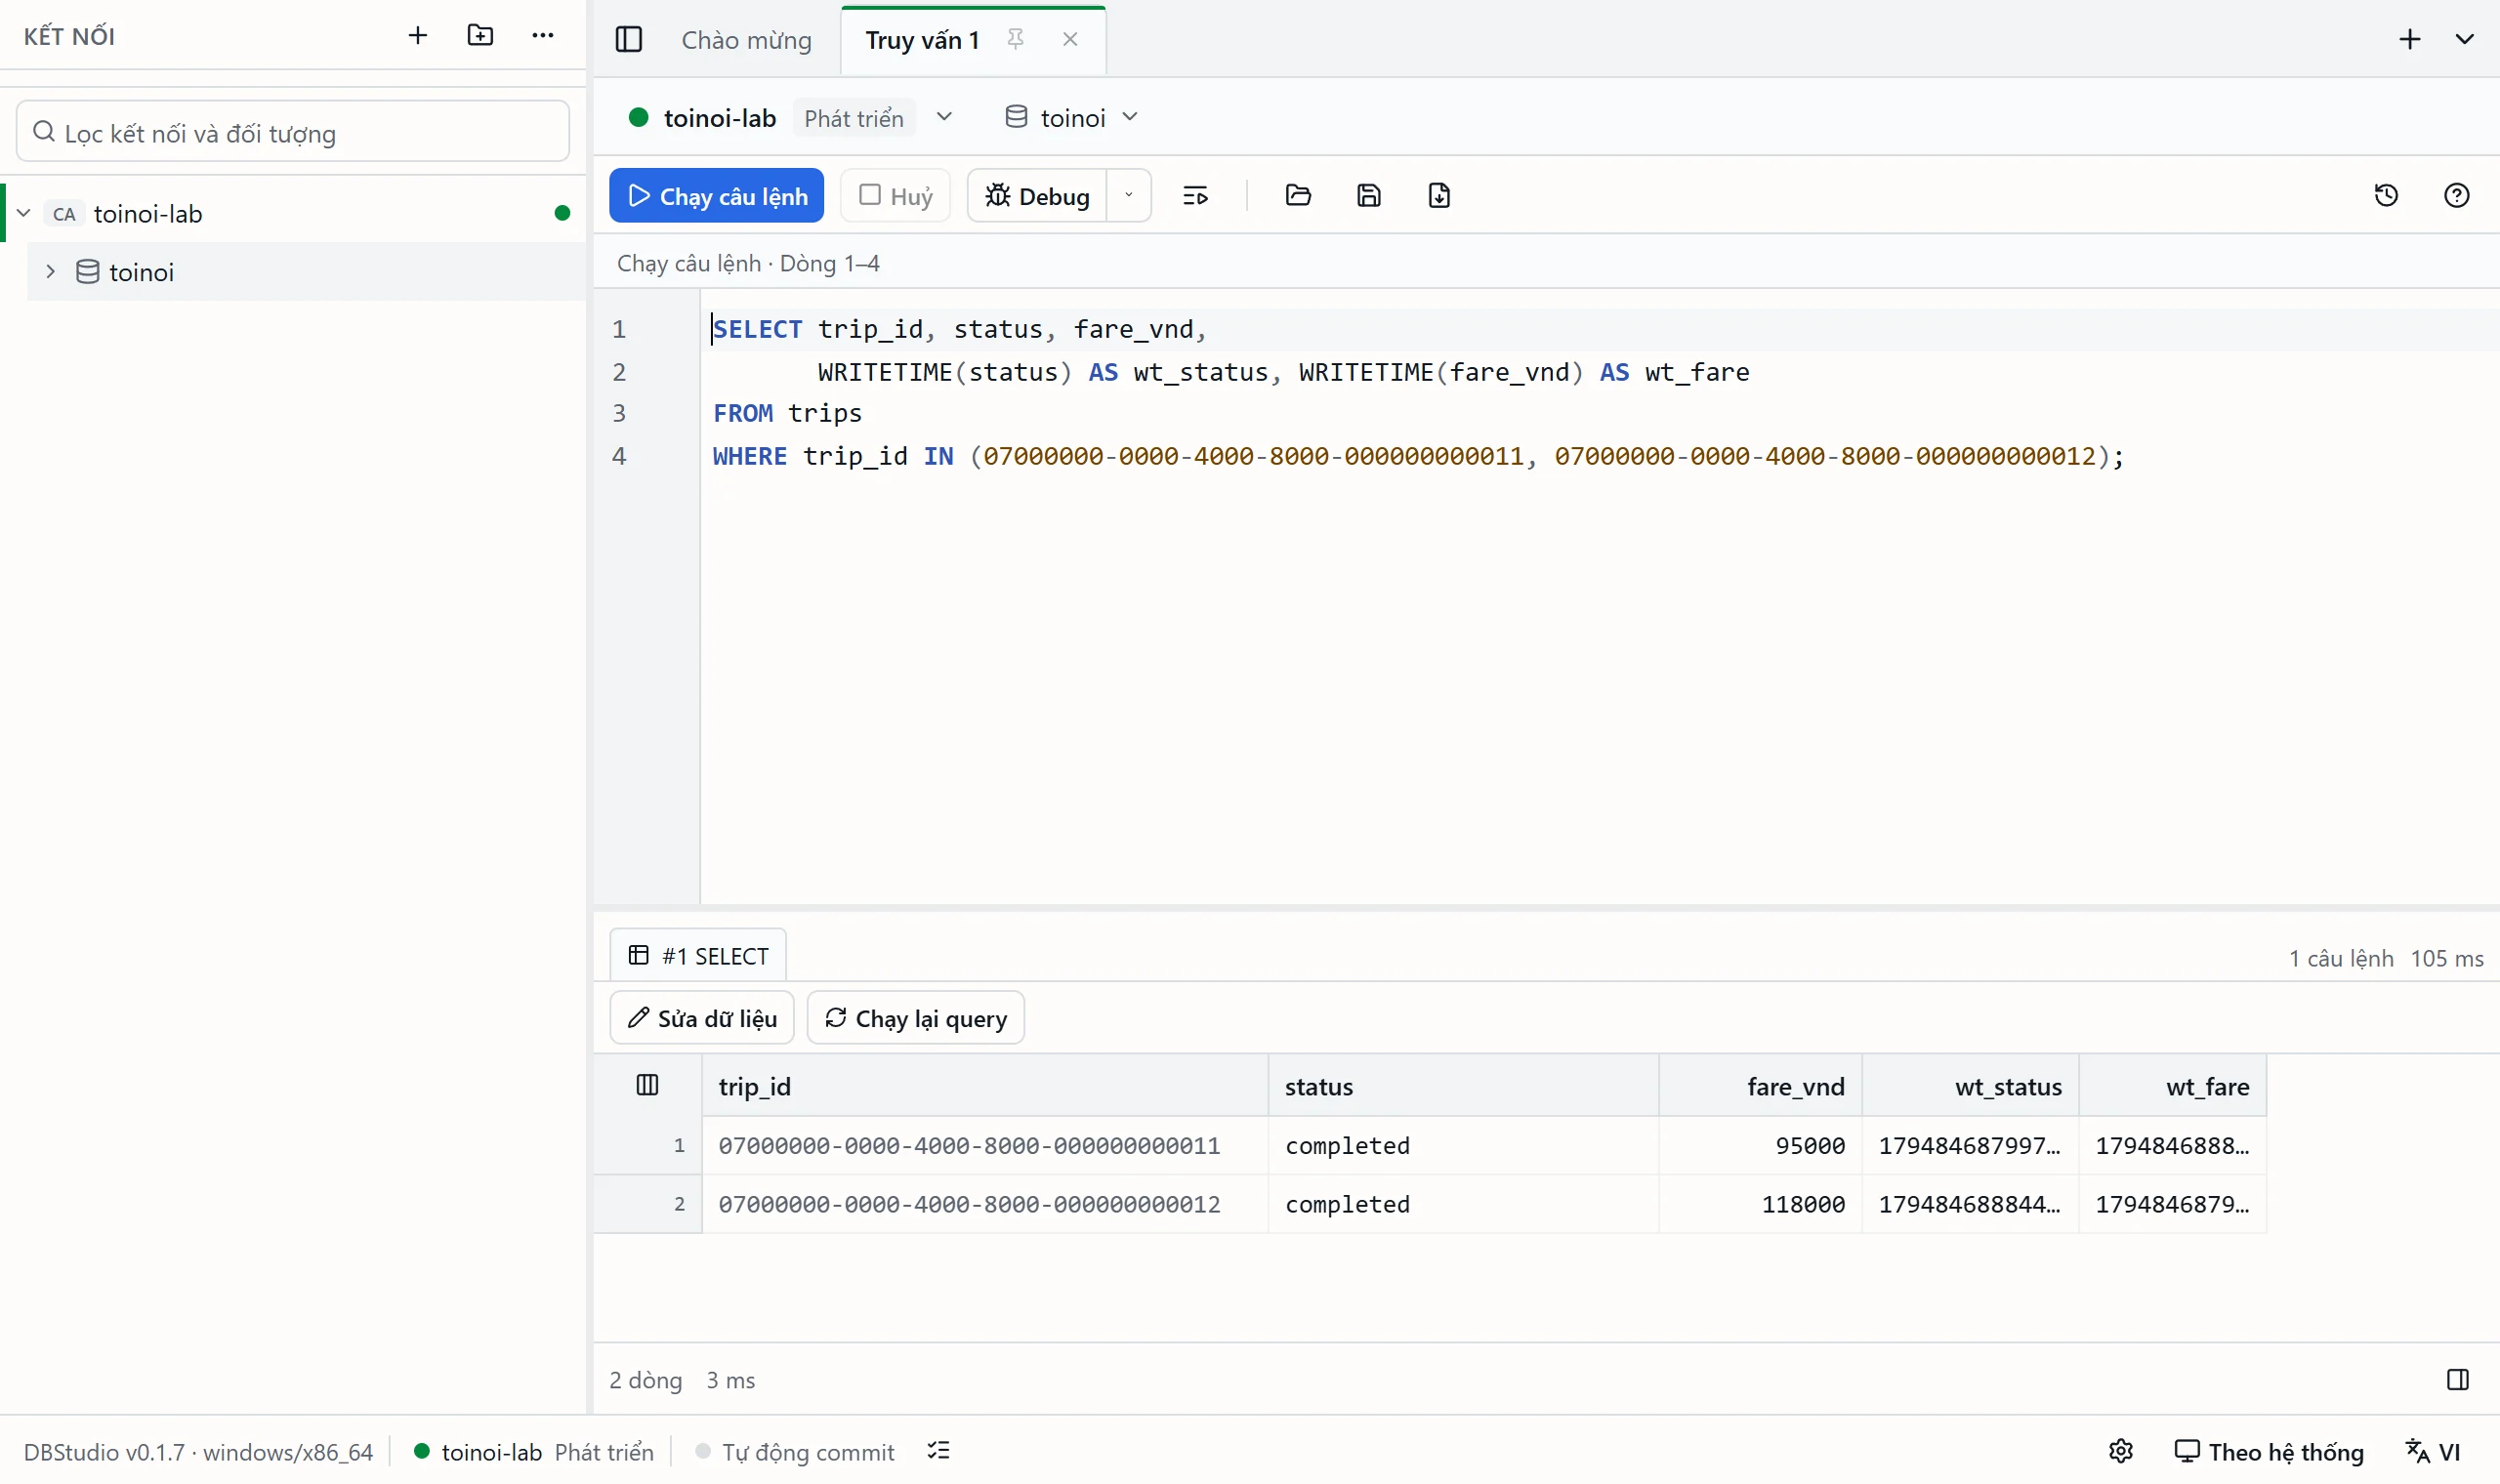 KẾT NỐI
Chào mừng
Truy vấn 1
Lọc kết nối và đối tượng
CA toinoi-lab
toinoi
toinoi-lab Phát triển toinoi
Chạy câu lệnh Huỷ Debug
Chạy câu lệnh · Dòng 1–4
1 SELECT trip_id, status, fare_vnd,
2 WRITETIME(status) AS wt_status, WRITETIME(fare_vnd) AS wt_fare
3 FROM trips
4 WHERE trip_id IN (07000000-0000-4000-8000-000000000011, 07000000-0000-4000-8000-000000000012);
#1 SELECT
1 câu lệnh 105 ms
Sửa dữ liệu Chạy lại query
trip_id status fare_vnd wt_status wt_fare
1 07000000-0000-4000-8000-000000000011 completed 95000 179484687997… 1794846888…
2 07000000-0000-4000-8000-000000000012 completed 118000 179484688844… 1794846879…
2 dòng 3 ms
DBStudio v0.1.7 · windows/x86_64 toinoi-lab Phát triển Tự động commit Theo hệ thống VI